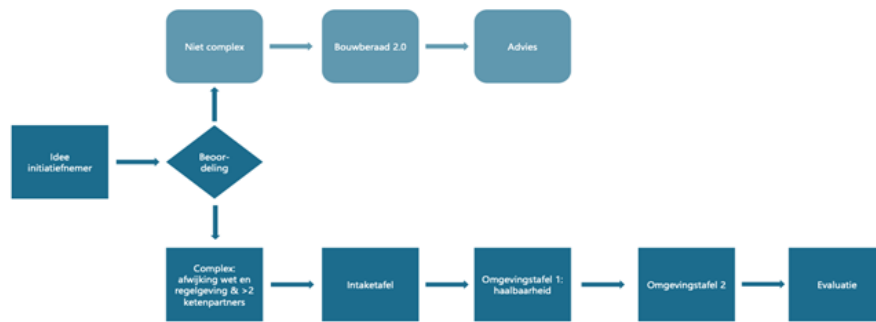 Niet complex
Bouwberaad 2.0
Advies
Idee
initiatiefnemer
Beoor-
deling
Complex:
afwijking wet en
regelgeving & >2
ketenpartners
Intaketafel
Omgevingstafel 1:
haalbaarheid
Omgevingstafel 2
Evaluatie